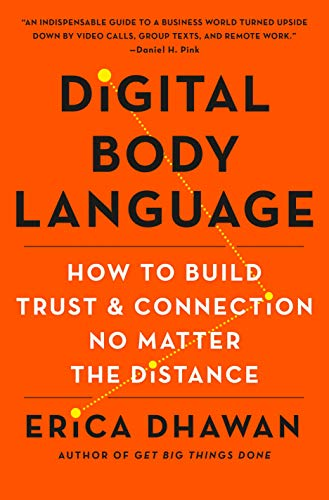 "AN INDISPENSABLE GUIDE TO A BUSINESS WORLD TURNED UPSIDE
DOWN BY VIDEO CALLS, GROUP TEXTS, AND REMOTE WORK."
—Daniel H. Pink
DiGITAL
BODY
LANGUAGE
HOW TO BUILD
TRUST & CONNECTiON
NO MATTER
THE DiSTANCE
ERiCA DHAWAN
AUTHOR OF GET BIG THINGS DONE